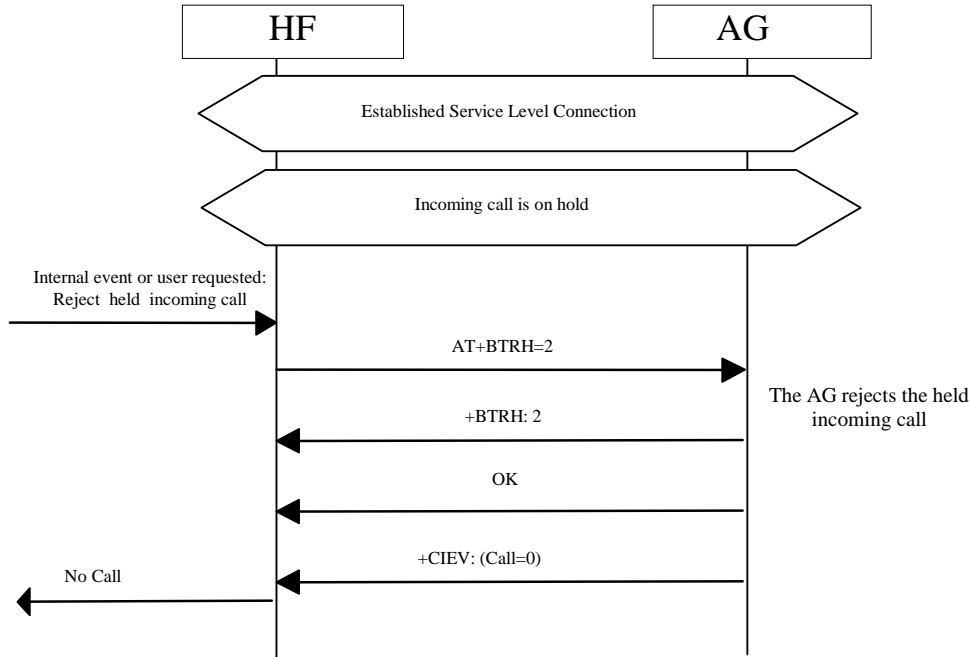 HF
AG
Established Service Level Connection
Incoming call is on hold
Internal event or user requested:
Reject held incoming call
AT+BTRH=2
The AG rejects the held
incoming call
+BTRH: 2
OK
+CIEV: (Call=0)
No Call